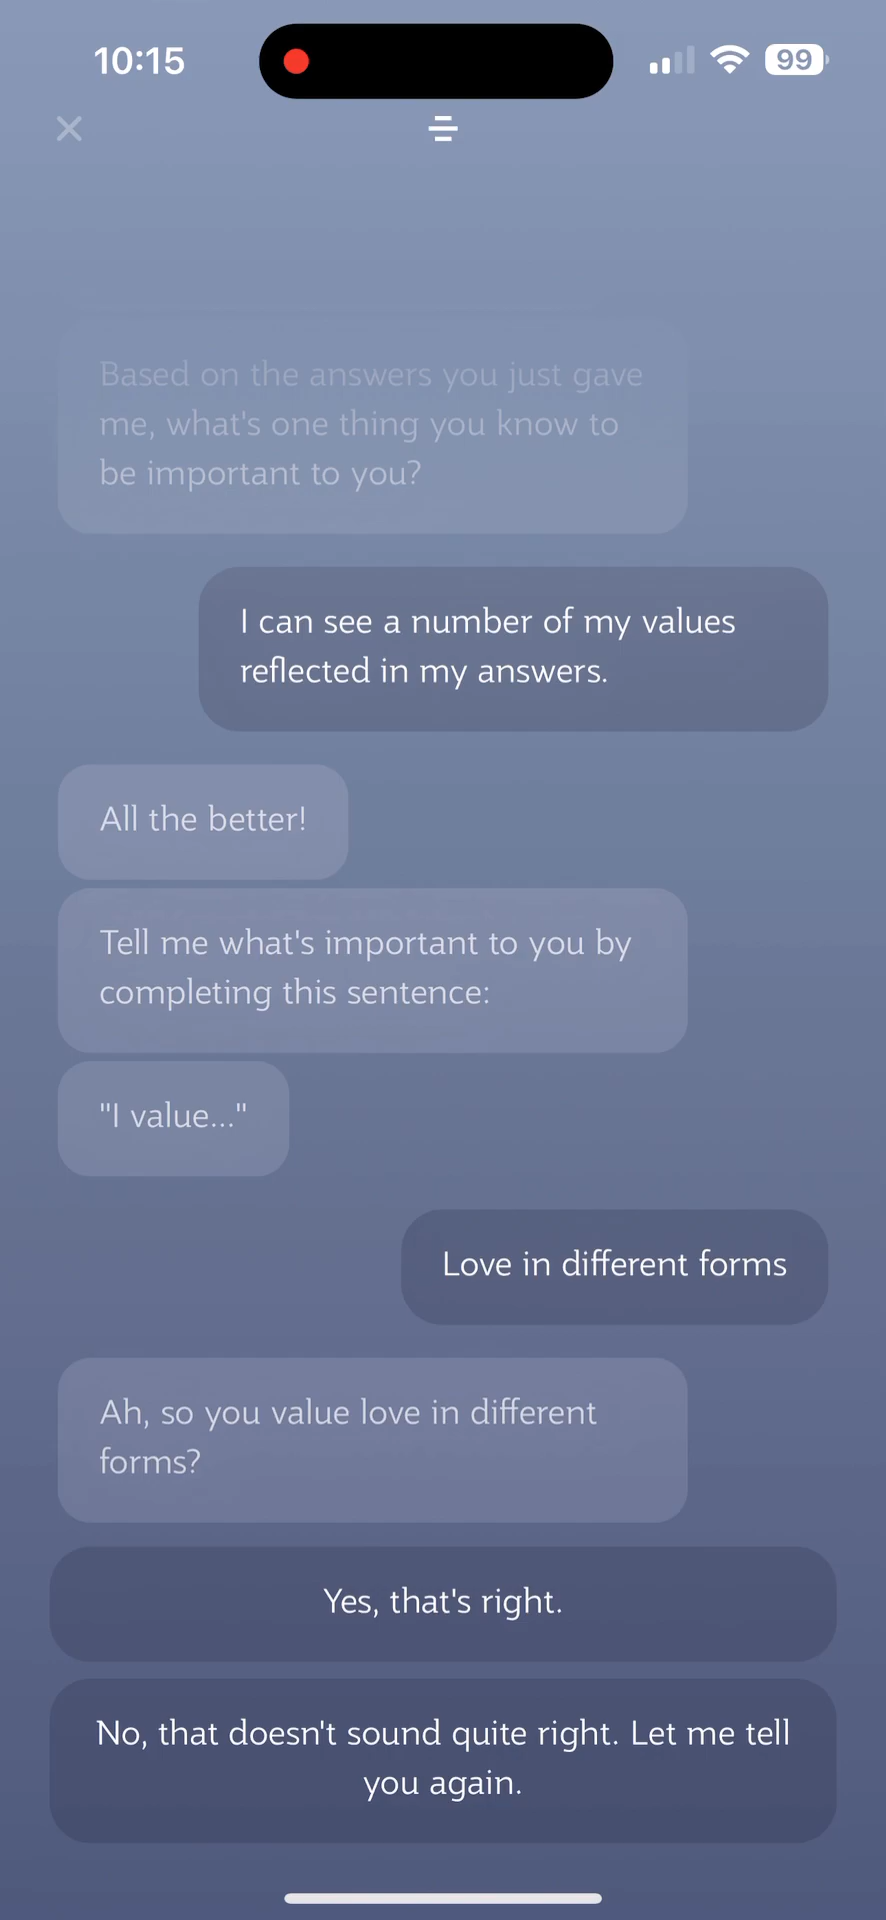 10:15
99
Based on the answers you just gave
me, what's one thing you know to
be important to you?
I can see a number of my values
reflected in my answers.
All the better!
Tell me what's important to you by
completing this sentence:
"I value..."
Love in different forms
Ah, so you value love in different
forms?
Yes, that's right.
No, that doesn't sound quite right. Let me tell
you again.